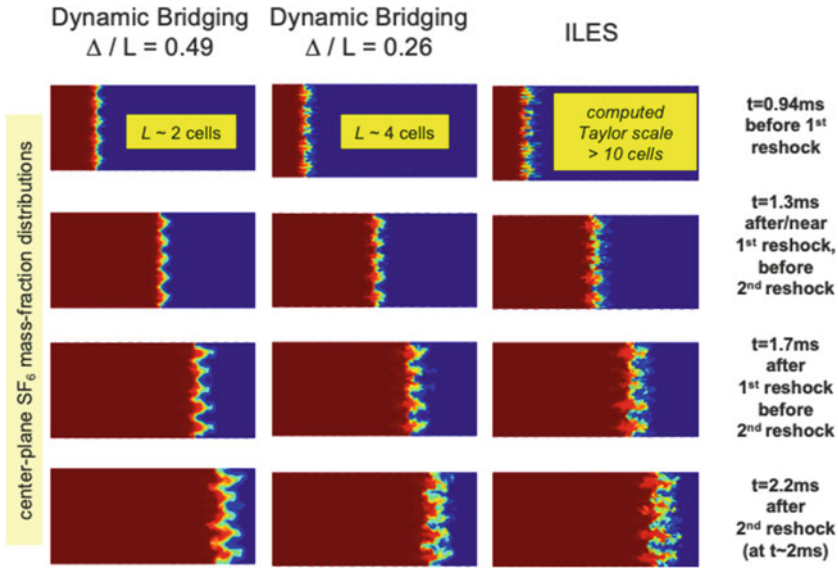 Dynamic Bridging
Δ / L = 0.49
Dynamic Bridging
Δ / L = 0.26
ILES
center-plane SF₆ mass-fraction distributions
L ~ 2 cells
L ~ 4 cells
computed
Taylor scale
> 10 cells
t=0.94ms
before 1st
reshock
t=1.3ms
after/near
1st reshock,
before
2nd reshock
t=1.7ms
after
1st reshock
before
2nd reshock
t=2.2ms
after
2nd reshock
(at t~2ms)